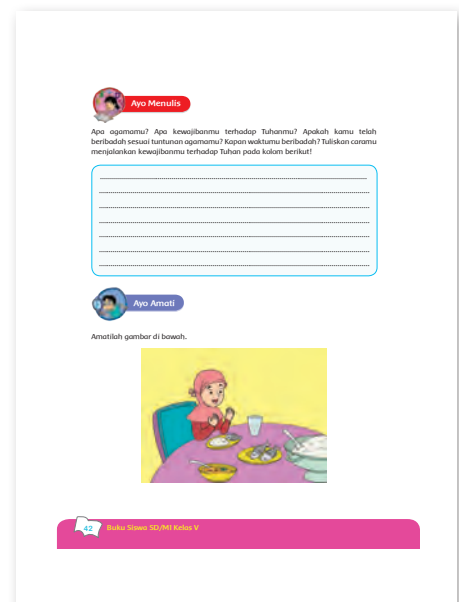 Ayo Menulis
Apa agamamu? Apa kewajibanmu terhadap Tuhanmu? Apakah kamu telah
beribadah sesuai tuntunan agamamu? Kapan waktumu beribadah? Tuliskan caramu
menjalankan kewajibanmu terhadap Tuhan pada kolom berikut!
Ayo Amati
Amatilah gambar di bawah.
42 Buku Siswa SD/MI Kelas V